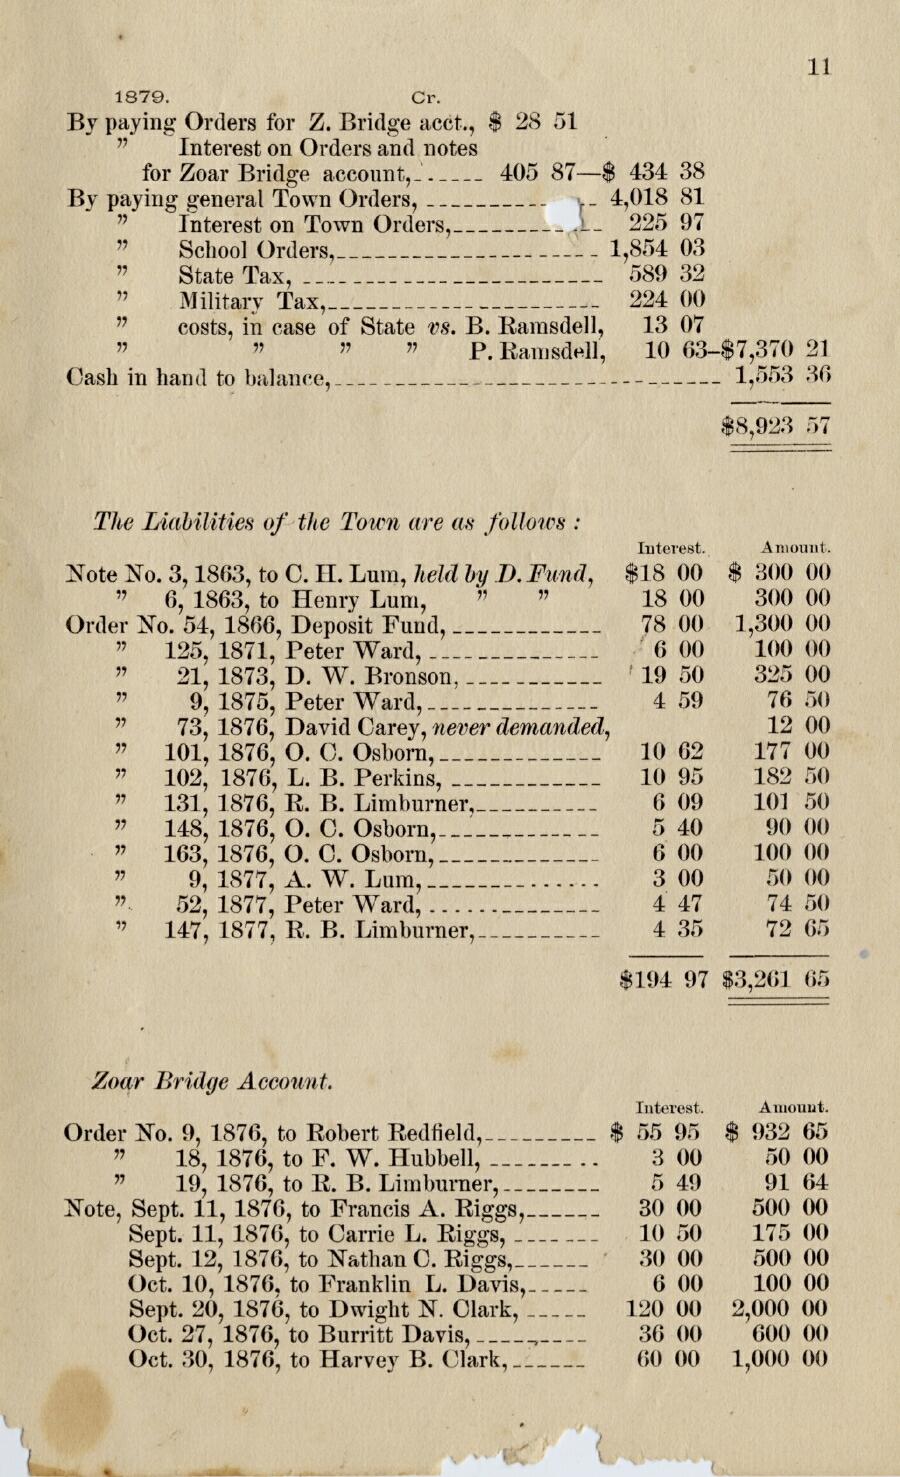 11
1879. Cr.
By paying Orders for Z. Bridge acct., $ 28 51
” Interest on Orders and notes
for Zoar Bridge account, 405 87—$ 434 38
By paying general Town Orders, 4,018 81
” Interest on Town Orders, 225 97
” School Orders, 1,854 03
” State Tax, 589 32
” Military Tax, 224 00
” costs, in case of State vs. B. Ramsdell, 13 07
” ” ” ” P. Ramsdell, 10 63–$7,370 21
Cash in hand to balance, 1,553 36
$8,923 57
The Liabilities of the Town are as follows :
Interest. Amount.
Note No. 3, 1863, to C. H. Lum, held by D. Fund, $18 00 $ 300 00
” 6, 1863, to Henry Lum, ” ” 18 00 300 00
Order No. 54, 1866, Deposit Fund, 78 00 1,300 00
” 125, 1871, Peter Ward, 6 00 100 00
” 21, 1873, D. W. Bronson, 19 50 325 00
” 9, 1875, Peter Ward, 4 59 76 50
” 73, 1876, David Carey, never demanded, 12 00
” 101, 1876, O. C. Osborn, 10 62 177 00
” 102, 1876, L. B. Perkins, 10 95 182 50
” 131, 1876, R. B. Limburner, 6 09 101 50
” 148, 1876, O. C. Osborn, 5 40 90 00
” 163, 1876, O. C. Osborn, 6 00 100 00
” 9, 1877, A. W. Lum, 3 00 50 00
” 52, 1877, Peter Ward, 4 47 74 50
” 147, 1877, R. B. Limburner, 4 35 72 65
$194 97 $3,261 65
Zoar Bridge Account.
Interest. Amount.
Order No. 9, 1876, to Robert Redfield, $ 55 95 $ 932 65
” 18, 1876, to F. W. Hubbell, 3 00 50 00
” 19, 1876, to R. B. Limburner, 5 49 91 64
Note, Sept. 11, 1876, to Francis A. Riggs, 30 00 500 00
Sept. 11, 1876, to Carrie L. Riggs, 10 50 175 00
Sept. 12, 1876, to Nathan C. Riggs, 30 00 500 00
Oct. 10, 1876, to Franklin L. Davis, 6 00 100 00
Sept. 20, 1876, to Dwight N. Clark, 120 00 2,000 00
Oct. 27, 1876, to Burritt Davis, 36 00 600 00
Oct. 30, 1876, to Harvey B. Clark, 60 00 1,000 00